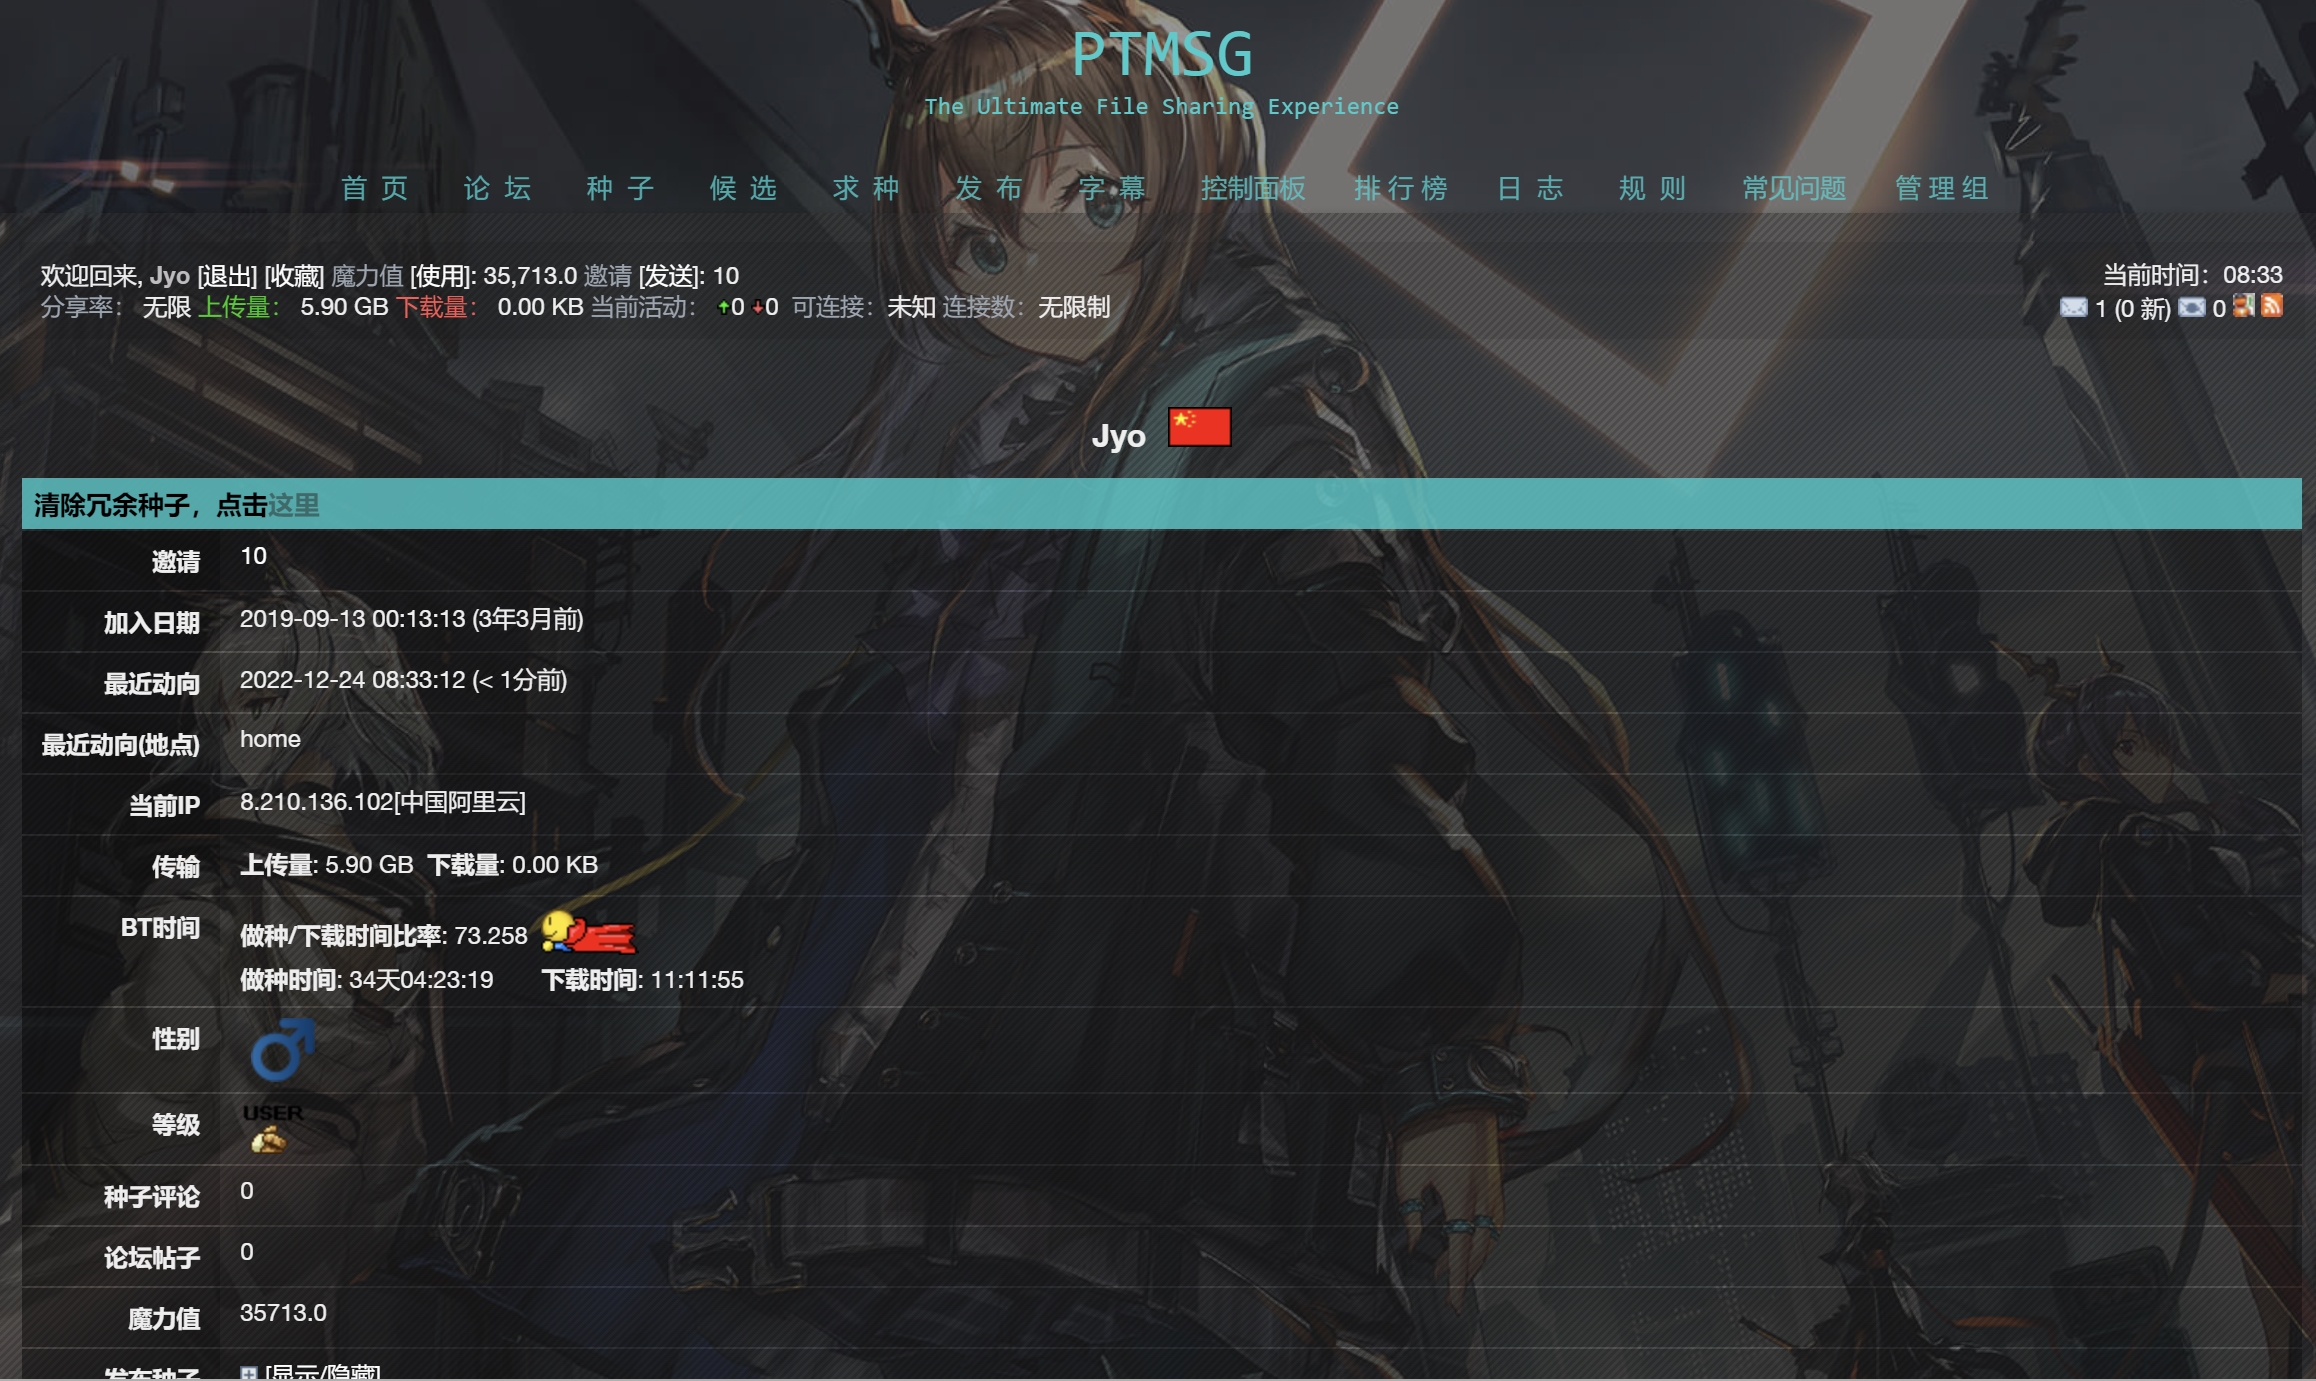 PTMSG
The Ultimate File Sharing Experience
首 页 论 坛 种 子 候 选 求 种 发 布 字 幕 控制面板 排行榜 日 志 规 则 常见问题 管理组
欢迎回来, Jyo [退出] [收藏] 魔力值 [使用]: 35,713.0 邀请 [发送]: 10
当前时间：08:33
分享率： 无限 上传量： 5.90 GB 下载量： 0.00 KB 当前活动： 0 0 可连接：未知 连接数：无限制
1 (0 新) 0
Jyo
清除冗余种子，点击这里
邀请 10
加入日期 2019-09-13 00:13:13 (3年3月前)
最近动向 2022-12-24 08:33:12 (< 1分前)
最近动向(地点) home
当前IP 8.210.136.102[中国阿里云]
传输 上传量: 5.90 GB 下载量: 0.00 KB
BT时间 做种/下载时间比率: 73.258
做种时间: 34天04:23:19 下载时间: 11:11:55
性别
等级 USER
种子评论 0
论坛帖子 0
魔力值 35713.0
发布种子 [显示/隐藏]